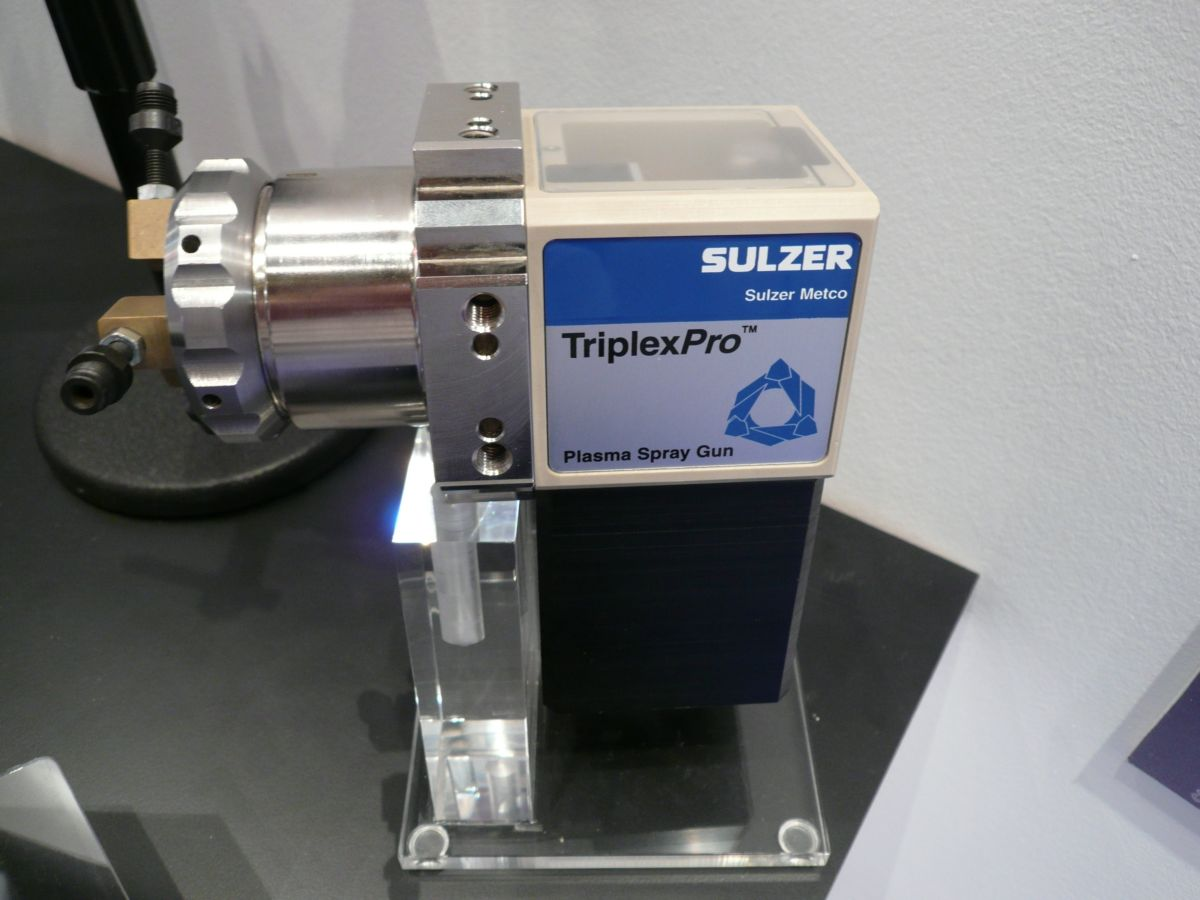 SULZER
Sulzer Metco
TriplexPro™
Plasma Spray Gun